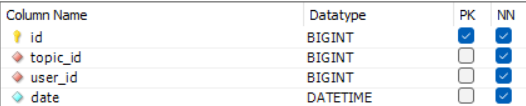 Column Name Datatype PK NN
id BIGINT
topic_id BIGINT
user_id BIGINT
date DATETIME